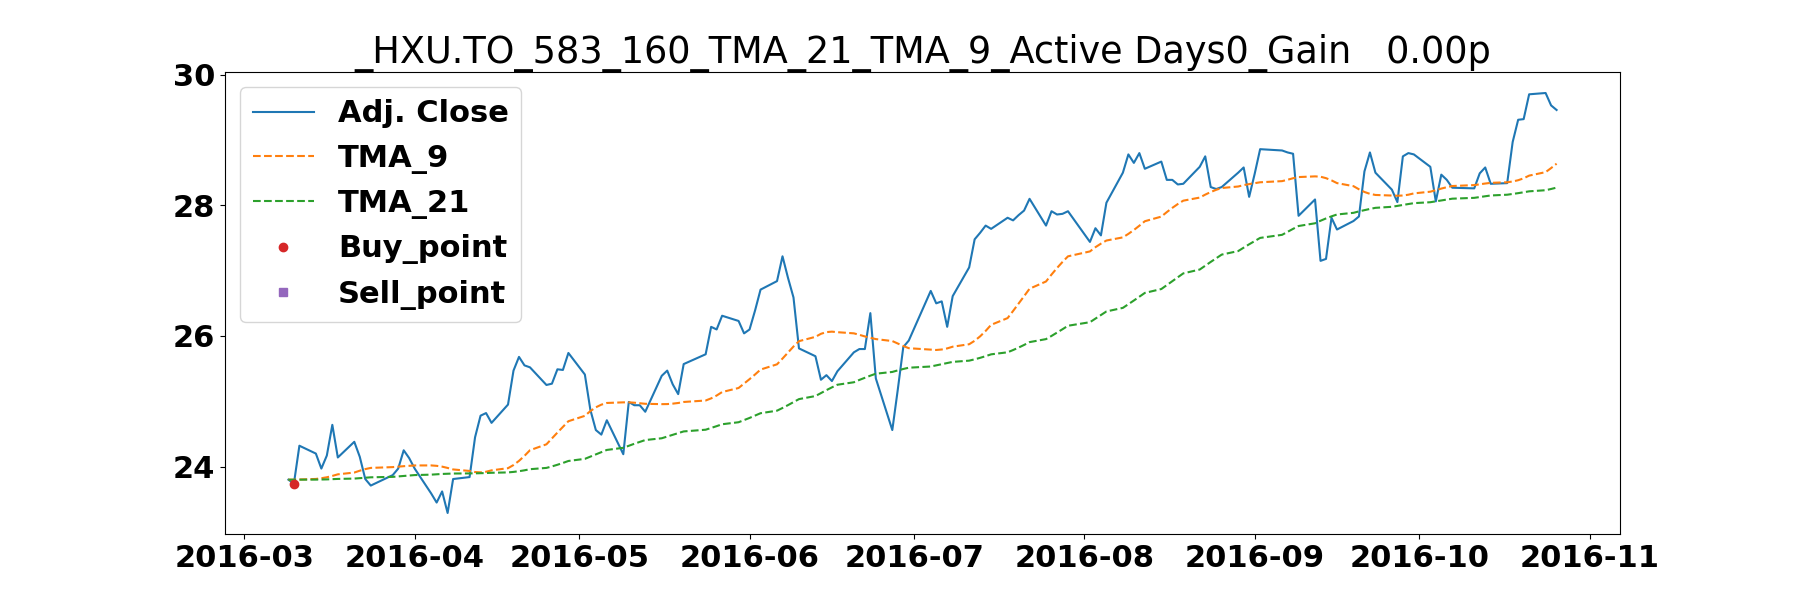 _HXU.TO_583_160_TMA_21_TMA_9_Active Days0_Gain   0.00p
30
28
26
24
Adj. Close
TMA_9
TMA_21
Buy_point
Sell_point
2016-03 2016-04 2016-05 2016-06 2016-07 2016-08 2016-09 2016-10 2016-11